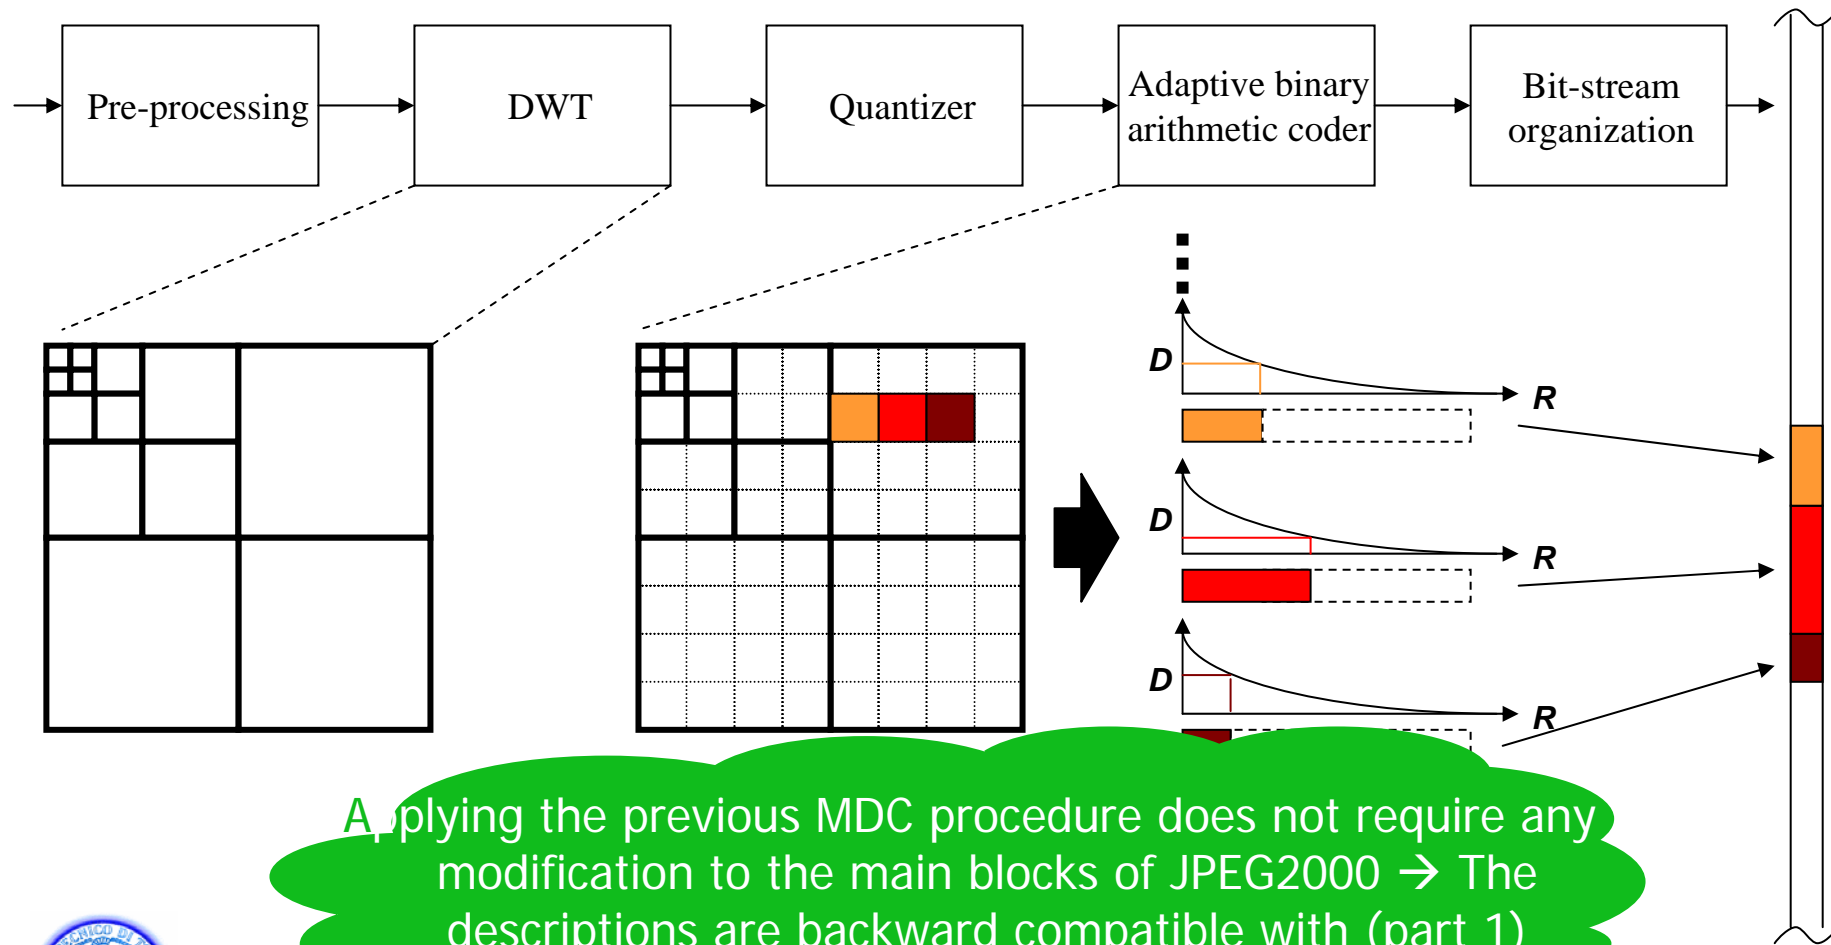 Pre-processing
DWT
Quantizer
Adaptive binary
arithmetic coder
Bit-stream
organization
D
R
D
R
D
R
Applying the previous MDC procedure does not require any
modification to the main blocks of JPEG2000 → The
descriptions are backward compatible with (part 1)